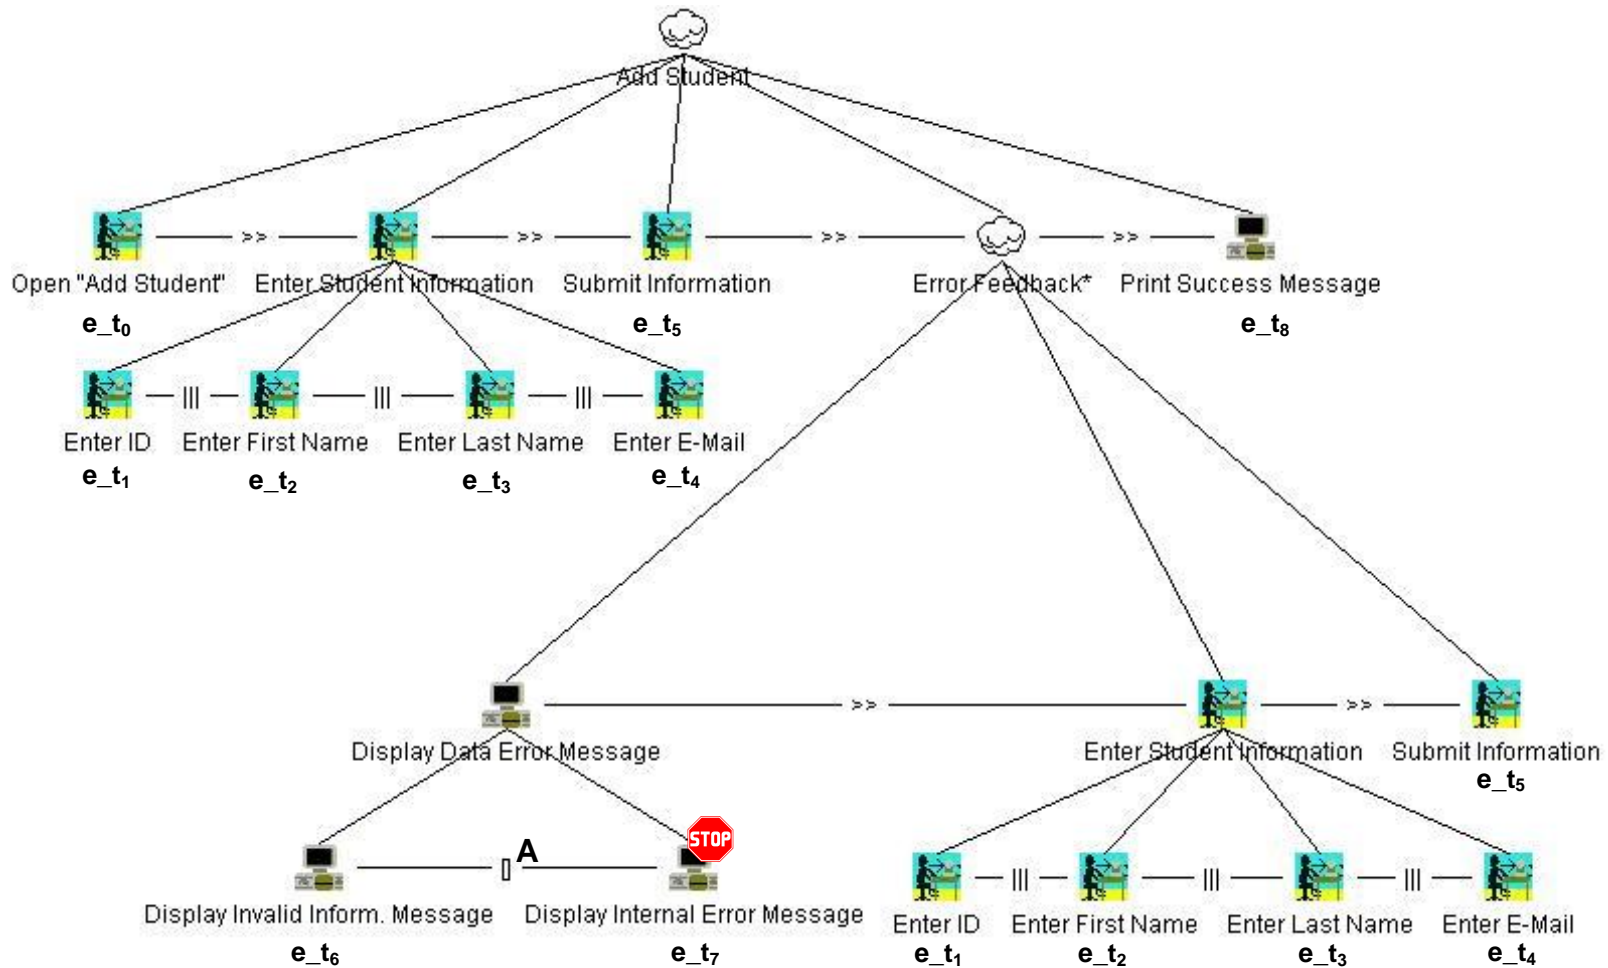 Add Student
>> >> >> >>
Open "Add Student" Enter Student Information Submit Information Error Feedback* Print Success Message
e_t₀ e_t₅ e_t₈
||| ||| |||
Enter ID Enter First Name Enter Last Name Enter E-Mail
e_t₁ e_t₂ e_t₃ e_t₄
>> >>
Display Data Error Message Enter Student Information Submit Information
e_t₅
STOP
[] A ||| ||| |||
Display Invalid Inform. Message Display Internal Error Message Enter ID Enter First Name Enter Last Name Enter E-Mail
e_t₆ e_t₇ e_t₁ e_t₂ e_t₃ e_t₄